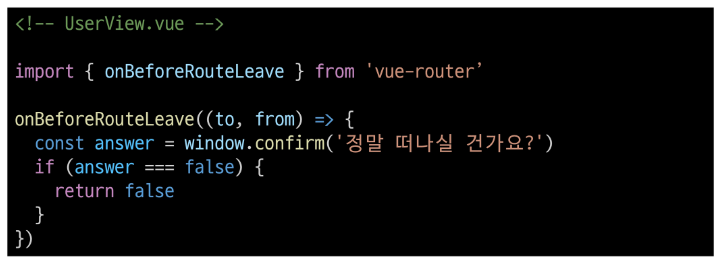 <!-- UserView.vue -->
import { onBeforeRouteLeave } from 'vue-router’
onBeforeRouteLeave((to, from) => {
  const answer = window.confirm('정말 떠나실 건가요?')
  if (answer === false) {
    return false
  }
})